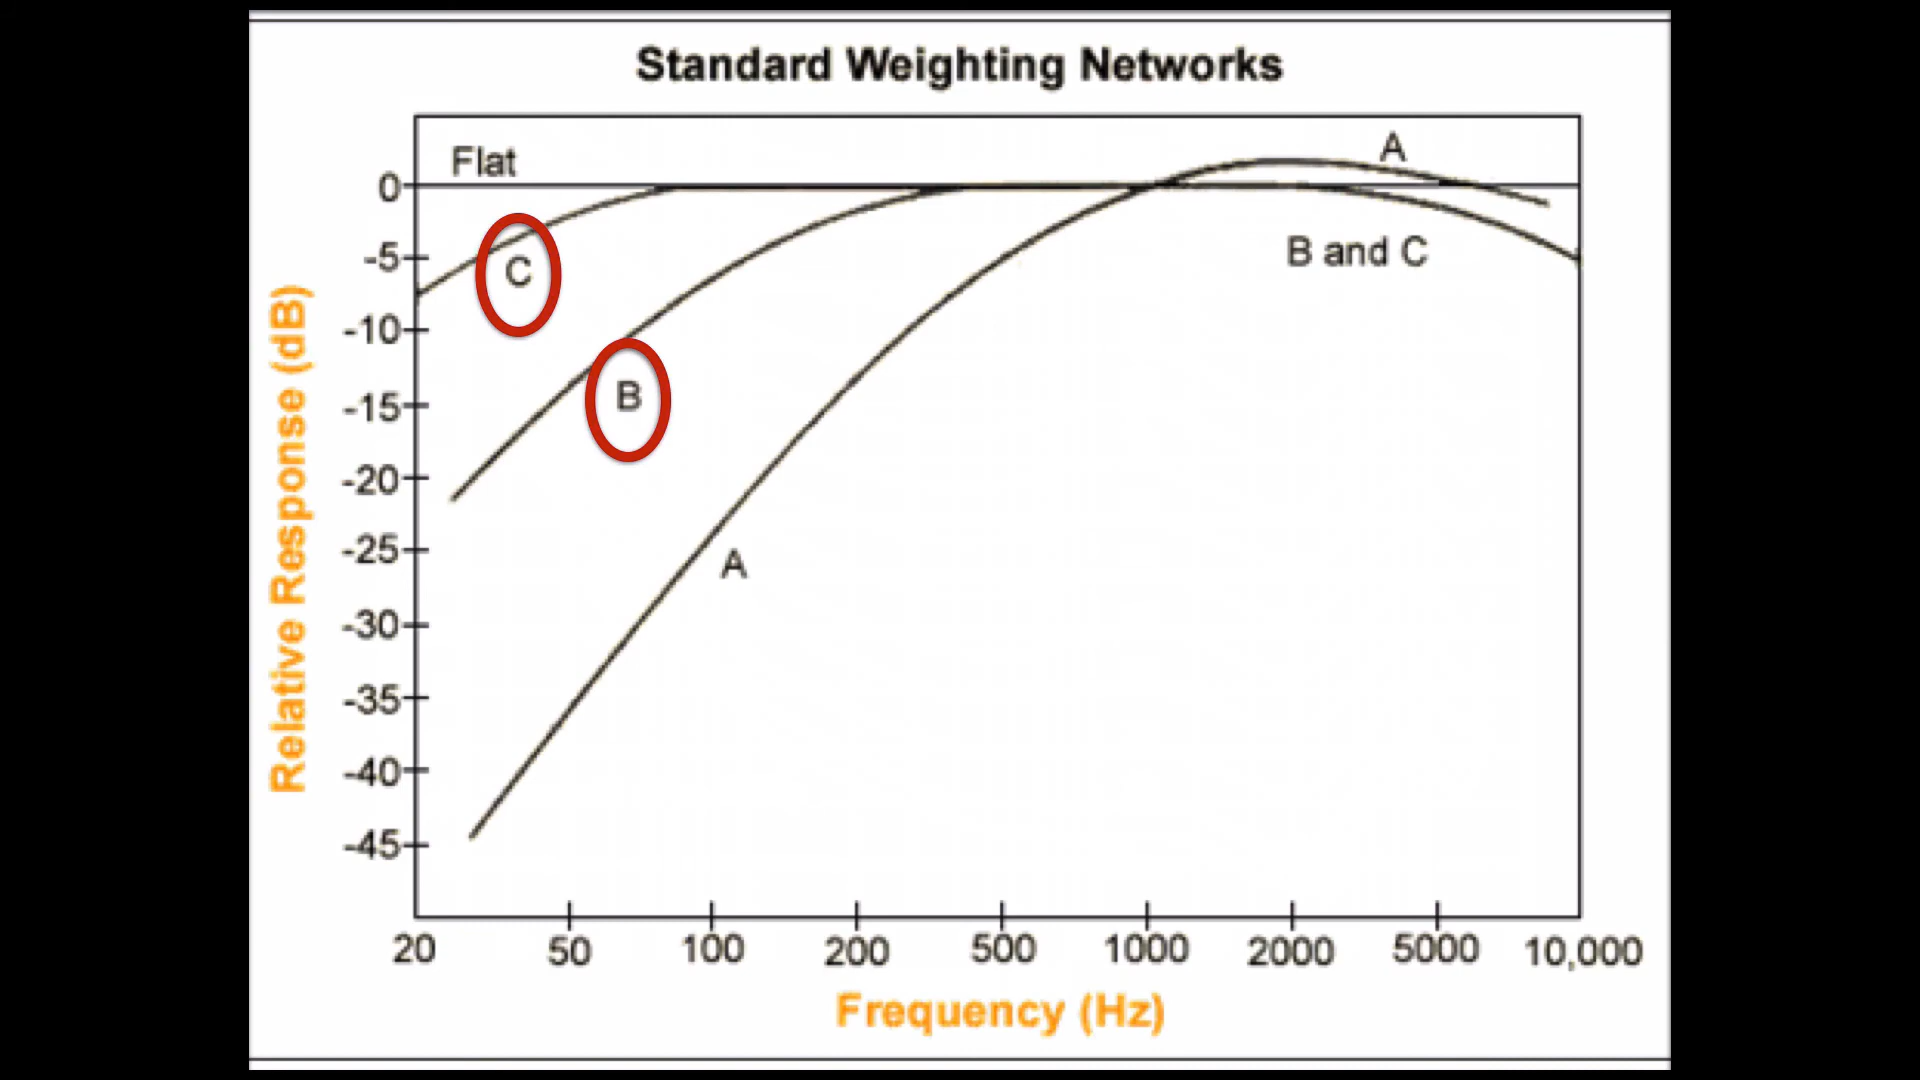 Standard Weighting Networks
Flat
A
0
-5
C
B and C
-10
-15
B
-20
-25
A
-30
-35
-40
-45
20 50 100 200 500 1000 2000 5000 10,000
Relative Response (dB)
Frequency (Hz)